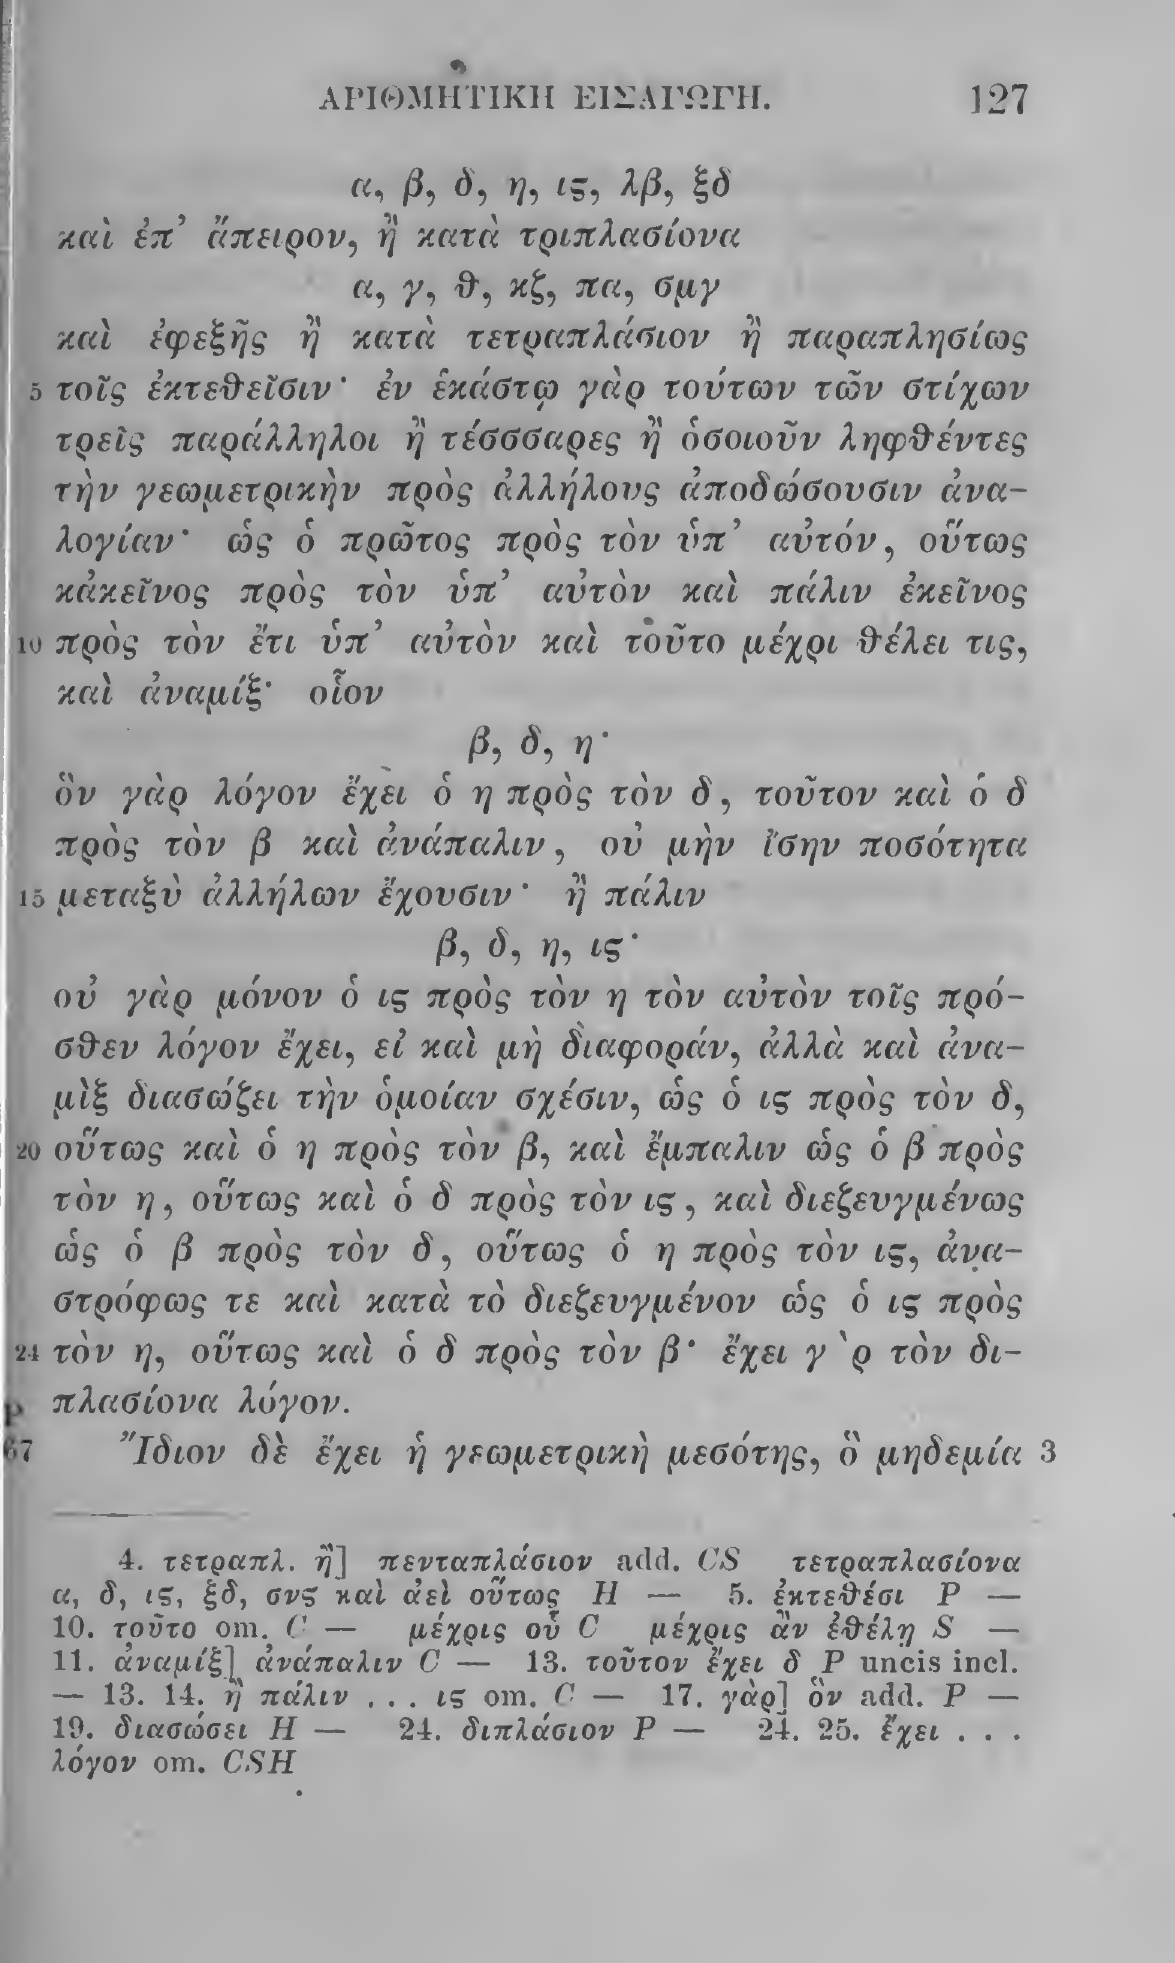 ΑΡΙΘΜΗΤΙΚΗ ΕΙΣΑΓΩΓΗ. 127
α, β, δ, η, ις, λβ, ξδ
καὶ ἐπ’ ἄπειρον, ἢ κατὰ τριπλασίονα
α, γ, θ, κζ, πα, σμγ
καὶ ἐφεξῆς ἢ κατὰ τετραπλάσιον ἢ παραπλησίως
5 τοῖς ἐκτεθεῖσιν· ἐν ἑκάστῳ γὰρ τούτων τῶν στίχων
τρεῖς παράλληλοι ἢ τέσσσαρες ἢ ὁσοιοῦν ληφθέντες
τὴν γεωμετρικὴν πρὸς ἀλλήλους ἀποδώσουσιν ἀνα-
λογίαν· ὡς ὁ πρῶτος πρὸς τὸν ὑπ’ αὐτόν, οὕτως
κἀκεῖνος πρὸς τὸν ὑπ’ αὐτὸν καὶ πάλιν ἐκεῖνος
10 πρὸς τὸν ἔτι ὑπ’ αὐτὸν καὶ τοῦτο μέχρι θέλει τις,
καὶ ἀναμίξ· οἷον
β, δ, η·
ὃν γὰρ λόγον ἔχει ὁ η πρὸς τὸν δ, τοῦτον καὶ ὁ δ
πρὸς τὸν β καὶ ἀνάπαλιν, οὐ μὴν ἴσην ποσότητα
15 μεταξὺ ἀλλήλων ἔχουσιν· ἢ πάλιν
β, δ, η, ις·
οὐ γὰρ μόνον ὁ ις πρὸς τὸν η τὸν αὐτὸν τοῖς πρό-
σθεν λόγον ἔχει, εἰ καὶ μὴ διαφοράν, ἀλλὰ καὶ ἀνα-
μὶξ διασώζει τὴν ὁμοίαν σχέσιν, ὡς ὁ ις πρὸς τὸν δ,
20 οὕτως καὶ ὁ η πρὸς τὸν β, καὶ ἔμπαλιν ὡς ὁ β πρὸς
τὸν η, οὕτως καὶ ὁ δ πρὸς τὸν ις, καὶ διεζευγμένως
ὡς ὁ β πρὸς τὸν δ, οὕτως ὁ η πρὸς τὸν ις, ἀνα-
στρόφως τε καὶ κατὰ τὸ διεζευγμένον ὡς ὁ ις πρὸς
24 τὸν η, οὕτως καὶ ὁ δ πρὸς τὸν β· ἔχει γὰρ τὸν δι-
πλασίονα λόγον.
67 Ἴδιον δὲ ἔχει ἡ γεωμετρικὴ μεσότης, ὃ μηδεμία 3
4. τετραπλ. ἢ] πενταπλάσιον add. CS τετραπλασίονα
α, δ, ις, ξδ, σνς καὶ ἀεὶ οὕτως H — 5. ἐκτεθέσι P —
10. τοῦτο om. C — μέχρις οὗ C μέχρις ἂν ἐθέλῃ S —
11. ἀναμίξ] ἀνάπαλιν C — 13. τοῦτον ἔχει δ P uncis incl.
— 13. 14. ἢ πάλιν . . . ις om. C — 17. γὰρ] ὃν add. P —
19. διασώσει H — 24. διπλάσιον P — 24. 25. ἔχει . . .
λόγον om. CSH